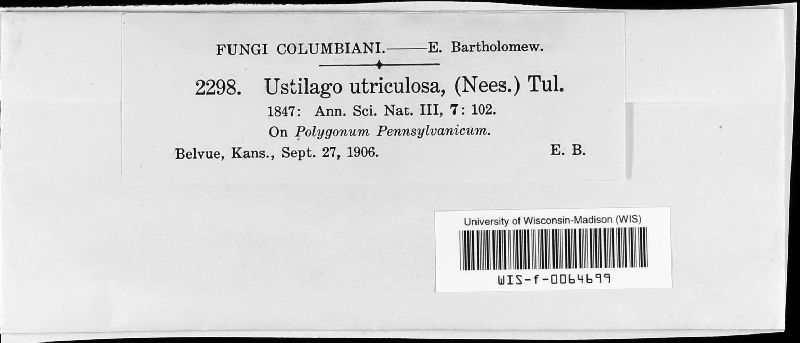 FUNGI COLUMBIANI.——E. Bartholomew.
2298. Ustilago utriculosa, (Nees.) Tul.
1847: Ann. Sci. Nat. III, 7: 102.
On Polygonum Pennsylvanicum.
Belvue, Kans., Sept. 27, 1906. E. B.
University of Wisconsin-Madison (WIS)
WIS-f-0064699